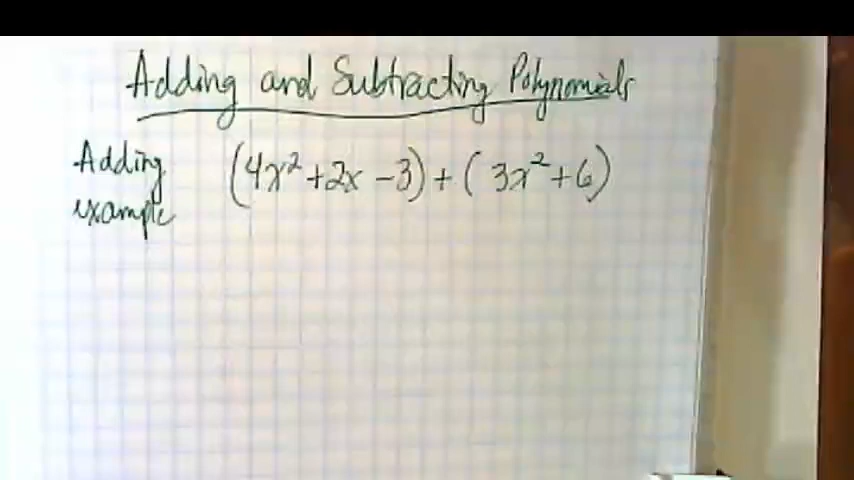 Adding and Subtracting Polynomials
Adding (4x² + 2x - 3) + (3x² + 6)
example